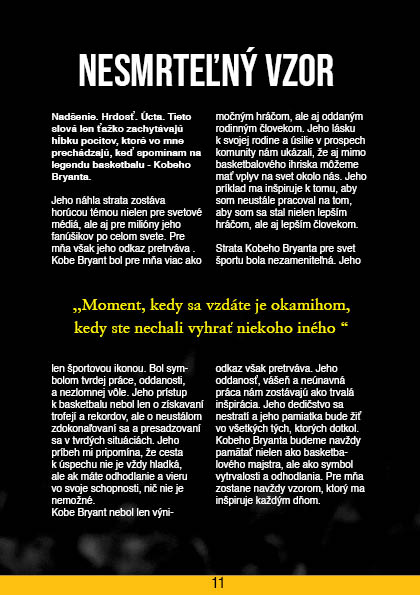 NESMRTEĽNÝ VZOR
Nadšenie. Hrdosť. Úcta. Tieto
slová len ťažko zachytávajú
hĺbku pocitov, ktoré vo mne
prechádzajú, keď spomínam na
legendu basketbalu - Kobeho
Bryanta.
Jeho náhla strata zostáva
horúcou témou nielen pre svetové
médiá, ale aj pre milióny jeho
fanúšikov po celom svete. Pre
mňa však jeho odkaz pretrváva .
Kobe Bryant bol pre mňa viac ako
len športovou ikonou. Bol sym-
bolom tvrdej práce, oddanosti,
a nezlomnej vôle. Jeho prístup
k basketbalu nebol len o získavaní
trofejí a rekordov, ale o neustálom
zdokonaľovaní sa a presadzovaní
sa v tvrdých situáciách. Jeho
príbeh mi pripomína, že cesta
k úspechu nie je vždy hladká,
ale ak máte odhodlanie a vieru
vo svoje schopnosti, nič nie je
nemožné.
Kobe Bryant nebol len výni-
močným hráčom, ale aj oddaným
rodinným človekom. Jeho lásku
k svojej rodine a úsilie v prospech
komunity nám ukázali, že aj mimo
basketbalového ihriska môžeme
mať vplyv na svet okolo nás. Jeho
príklad ma inšpiruje k tomu, aby
som neustále pracoval na tom,
aby som sa stal nielen lepším
hráčom, ale aj lepším človekom.
Strata Kobeho Bryanta pre svet
športu bola nezameniteľná. Jeho
odkaz však pretrváva. Jeho
oddanosť, vášeň a neúnavná
práca nám zostávajú ako trvalá
inšpirácia. Jeho dedičstvo sa
nestratí a jeho pamiatka bude žiť
vo všetkých tých, ktorých dotkol.
Kobeho Bryanta budeme navždy
pamätať nielen ako basketba-
lového majstra, ale ako symbol
vytrvalosti a odhodlania. Pre mňa
zostane navždy vzorom, ktorý ma
inšpiruje každým dňom.
,,Moment, kedy sa vzdáte je okamihom,
kedy ste nechali vyhrať niekoho iného “
11